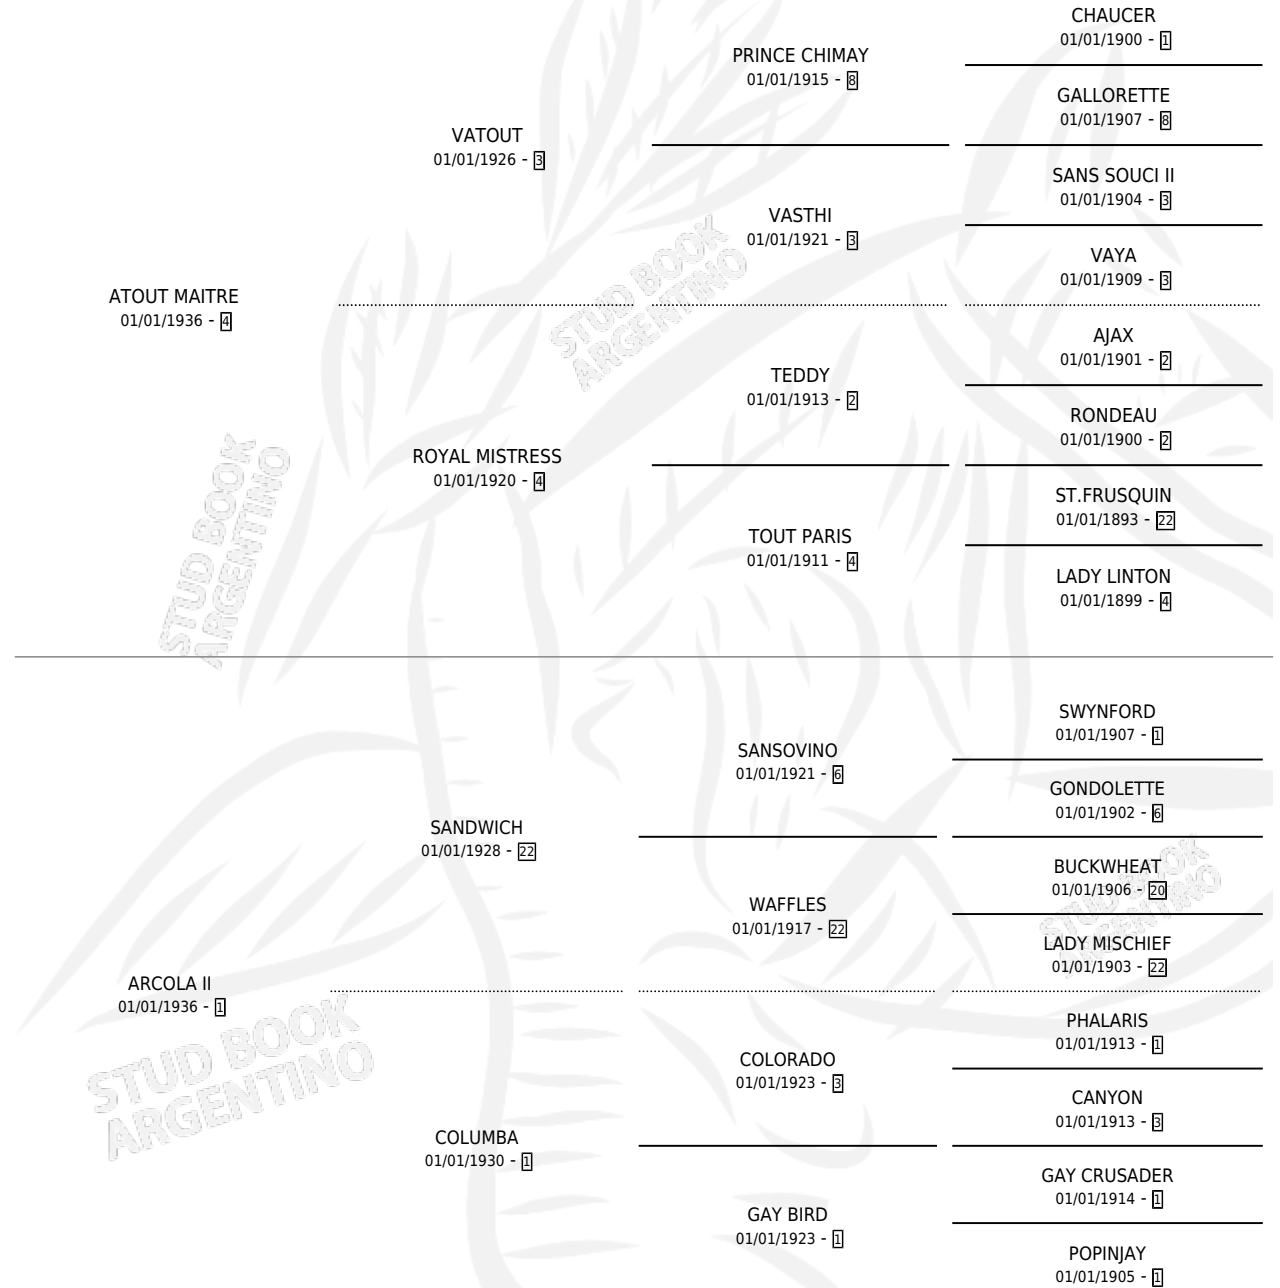 CHAUCER
01/01/1900 - 1
PRINCE CHIMAY
01/01/1915 - 8
GALLORETTE
01/01/1907 - 8
VATOUT
01/01/1926 - 3
SANS SOUCI II
01/01/1904 - 3
VASTHI
01/01/1921 - 3
VAYA
01/01/1909 - 3
ATOUT MAITRE
01/01/1936 - 4
AJAX
01/01/1901 - 2
TEDDY
01/01/1913 - 2
RONDEAU
01/01/1900 - 2
ROYAL MISTRESS
01/01/1920 - 4
ST.FRUSQUIN
01/01/1893 - 22
TOUT PARIS
01/01/1911 - 4
LADY LINTON
01/01/1899 - 4
SWYNFORD
01/01/1907 - 1
SANSOVINO
01/01/1921 - 6
GONDOLETTE
01/01/1902 - 6
SANDWICH
01/01/1928 - 22
BUCKWHEAT
01/01/1906 - 20
WAFFLES
01/01/1917 - 22
LADY MISCHIEF
01/01/1903 - 22
ARCOLA II
01/01/1936 - 1
PHALARIS
01/01/1913 - 1
COLORADO
01/01/1923 - 3
CANYON
01/01/1913 - 3
COLUMBA
01/01/1930 - 1
GAY CRUSADER
01/01/1914 - 1
GAY BIRD
01/01/1923 - 1
POPINJAY
01/01/1905 - 1
STUD BOOK
ARGENTINO
STUD BOOK
ARGENTINO
STUD BOOK
ARGENTINO
STUD BOOK
ARGENTINO